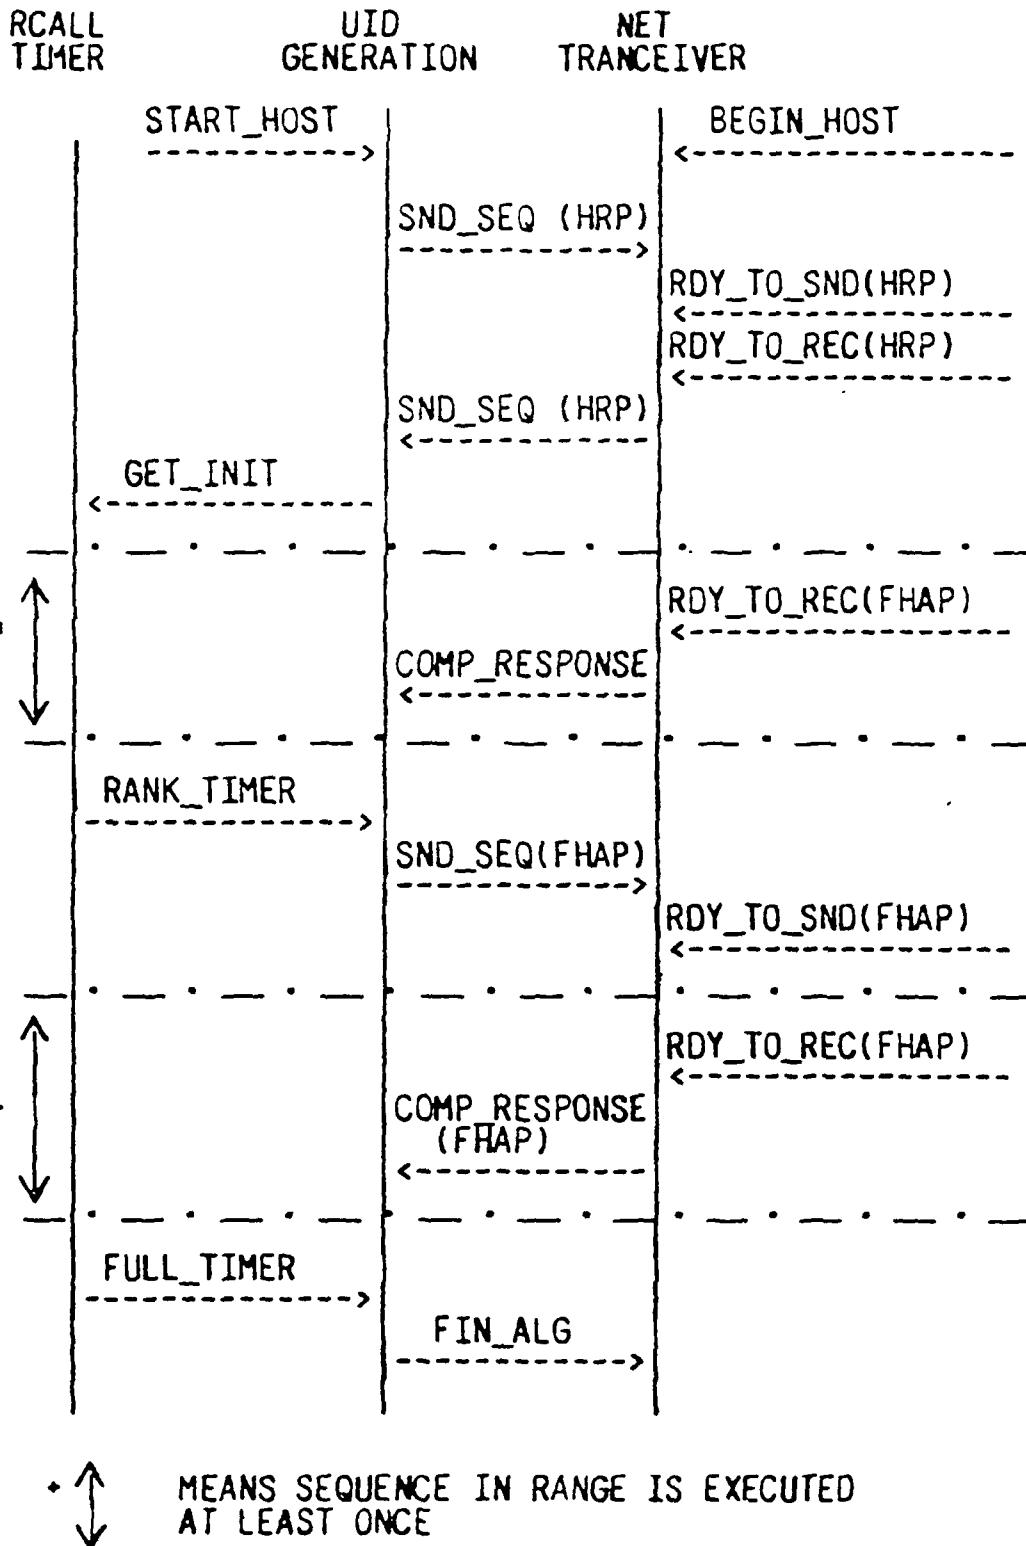 RCALL TIMER
UID GENERATION
NET TRANCEIVER
START_HOST
BEGIN_HOST
SND_SEQ (HRP)
RDY_TO_SND(HRP)
RDY_TO_REC(HRP)
SND_SEQ (HRP)
GET_INIT
RDY_TO_REC(FHAP)
COMP_RESPONSE
RANK_TIMER
SND_SEQ(FHAP)
RDY_TO_SND(FHAP)
RDY_TO_REC(FHAP)
COMP_RESPONSE
(FHAP)
FULL_TIMER
FIN_ALG
MEANS SEQUENCE IN RANGE IS EXECUTED
AT LEAST ONCE